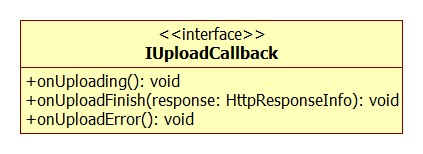 <<interface>>
IUploadCallback
+onUploading(): void
+onUploadFinish(response: HttpResponseInfo): void
+onUploadError(): void